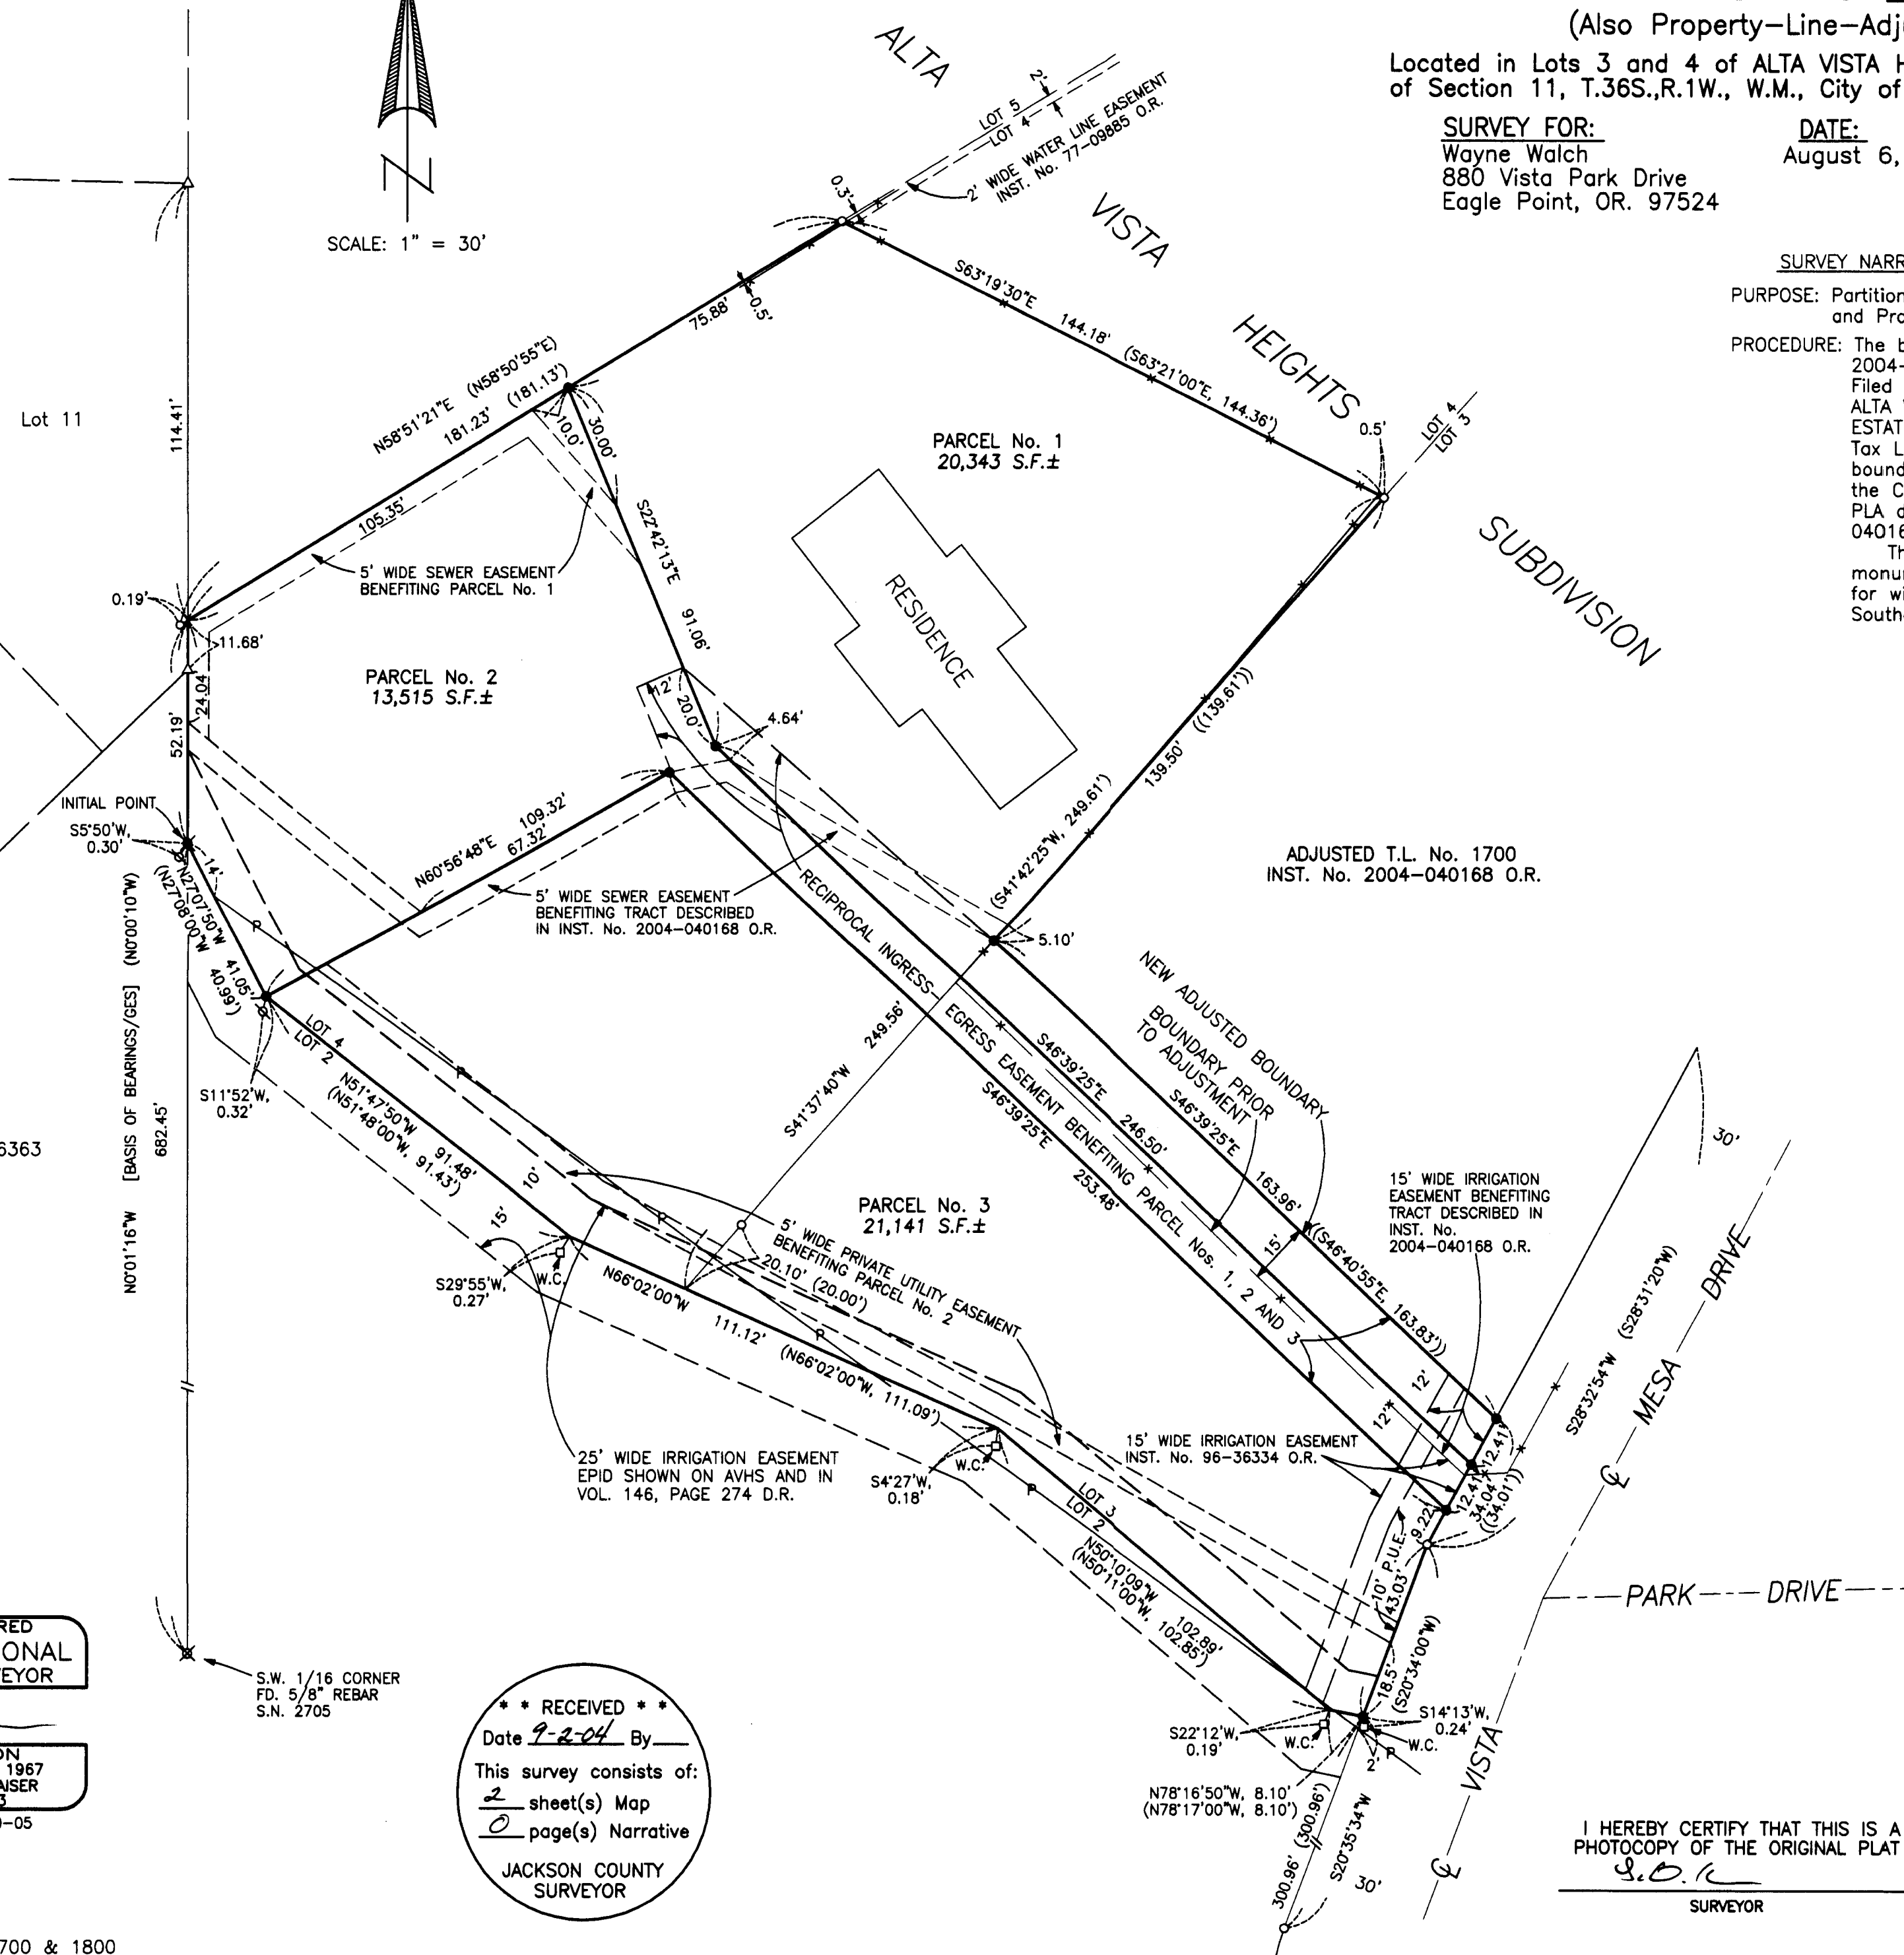 (Also Property-Line-Adj
Located in Lots 3 and 4 of ALTA VISTA H
of Section 11, T.36S.,R.1W., W.M., City of
SURVEY FOR:
Wayne Walch
880 Vista Park Drive
Eagle Point, OR. 97524
DATE:
August 6,
SURVEY NARR
PURPOSE: Partition
and Pro
PROCEDURE: The b
2004-
Filed
ALTA
ESTAT
Tax L
bound
the C
PLA d
04016
Th
monu
for wi
South
N
SCALE: 1" = 30'
ALTA
VISTA
HEIGHTS
SUBDIVISION
LOT 5
LOT 4
2'
2' WIDE WATER LINE EASEMENT
INST. No. 77-09885 O.R.
0.3'
0.5'
75.88'
S63°19'30"E
144.18' (S63°21'00"E, 144.36')
0.5'
LOT 4
LOT 3
N58°51'21"E (N58°50'55"E)
181.23' (181.13')
105.35'
10.0'
30.00'
S22°42'13"E
91.06'
Lot 11
114.41'
PARCEL No. 1
20,343 S.F.±
RESIDENCE
5' WIDE SEWER EASEMENT
BENEFITING PARCEL No. 1
0.19'
11.68'
24.04'
52.19'
PARCEL No. 2
13,515 S.F.±
12'
20.0'
4.64'
139.50' ((139.61'))
(S41°42'25"W, 249.61')
INITIAL POINT
S5°50'W,
0.30'
14'
N27°07'50"W 41.05'
(N27°08'00"W 40.99')
N60°56'48"E 109.32'
67.32'
5' WIDE SEWER EASEMENT
BENEFITING TRACT DESCRIBED
IN INST. No. 2004-040168 O.R.
ADJUSTED T.L. No. 1700
INST. No. 2004-040168 O.R.
5.10'
RECIPROCAL INGRESS- EGRESS EASEMENT BENEFITING PARCEL Nos. 1, 2 AND 3
NEW ADJUSTED BOUNDARY
BOUNDARY PRIOR
TO ADJUSTMENT
S46°39'25"E 246.50'
S46°39'25"E 253.48'
S46°39'25"E 163.96'
((S46°40'55"E, 163.83'))
15'
S41°37'40"W 249.56'
N0°01'16"W [BASIS OF BEARINGS/GES] (N0°00'10"W)
682.45'
6363
S11°52'W,
0.32'
LOT 4
LOT 2
N51°47'50"W 91.48'
(N51°48'00"W, 91.43')
10'
15'
P
P
P
P
P
P
PARCEL No. 3
21,141 S.F.±
5' WIDE PRIVATE UTILITY EASEMENT
BENEFITING PARCEL No. 2
20.10' (20.00')
S29°55'W,
0.27'
W.C.
N66°02'00"W
111.12' (N66°02'00"W, 111.09')
25' WIDE IRRIGATION EASEMENT
EPID SHOWN ON AVHS AND IN
VOL. 146, PAGE 274 D.R.
S4°27'W,
0.18'
W.C.
LOT 3
LOT 2
N50°10'09"W 102.89'
(N50°11'00"W, 102.85')
15' WIDE IRRIGATION
EASEMENT BENEFITING
TRACT DESCRIBED IN
INST. No.
2004-040168 O.R.
15' WIDE IRRIGATION EASEMENT
INST. No. 96-36334 O.R.
12'
12'
12.41'
12.41'
34.04'
((34.01'))
9.22'
10' P.U.E.
43.03'
18.5'
(S20°34'00"W)
30'
S28°32'54"W (S28°31'20"W)
MESA DRIVE
PARK DRIVE
VISTA
S22°12'W,
0.19'
W.C.
S14°13'W,
0.24'
W.C.
2'
N78°16'50"W, 8.10'
(N78°17'00"W, 8.10')
300.96' (300.96')
S20°35'34"W
30'
S.W. 1/16 CORNER
FD. 5/8" REBAR
S.N. 2705
RED
ONAL
EYOR
ON
1967
AISER
3
-05
* * RECEIVED * *
Date 9-2-04 By
This survey consists of:
2 sheet(s) Map
0 page(s) Narrative
JACKSON COUNTY
SURVEYOR
I HEREBY CERTIFY THAT THIS IS A
PHOTOCOPY OF THE ORIGINAL PLAT
SURVEYOR
700 & 1800